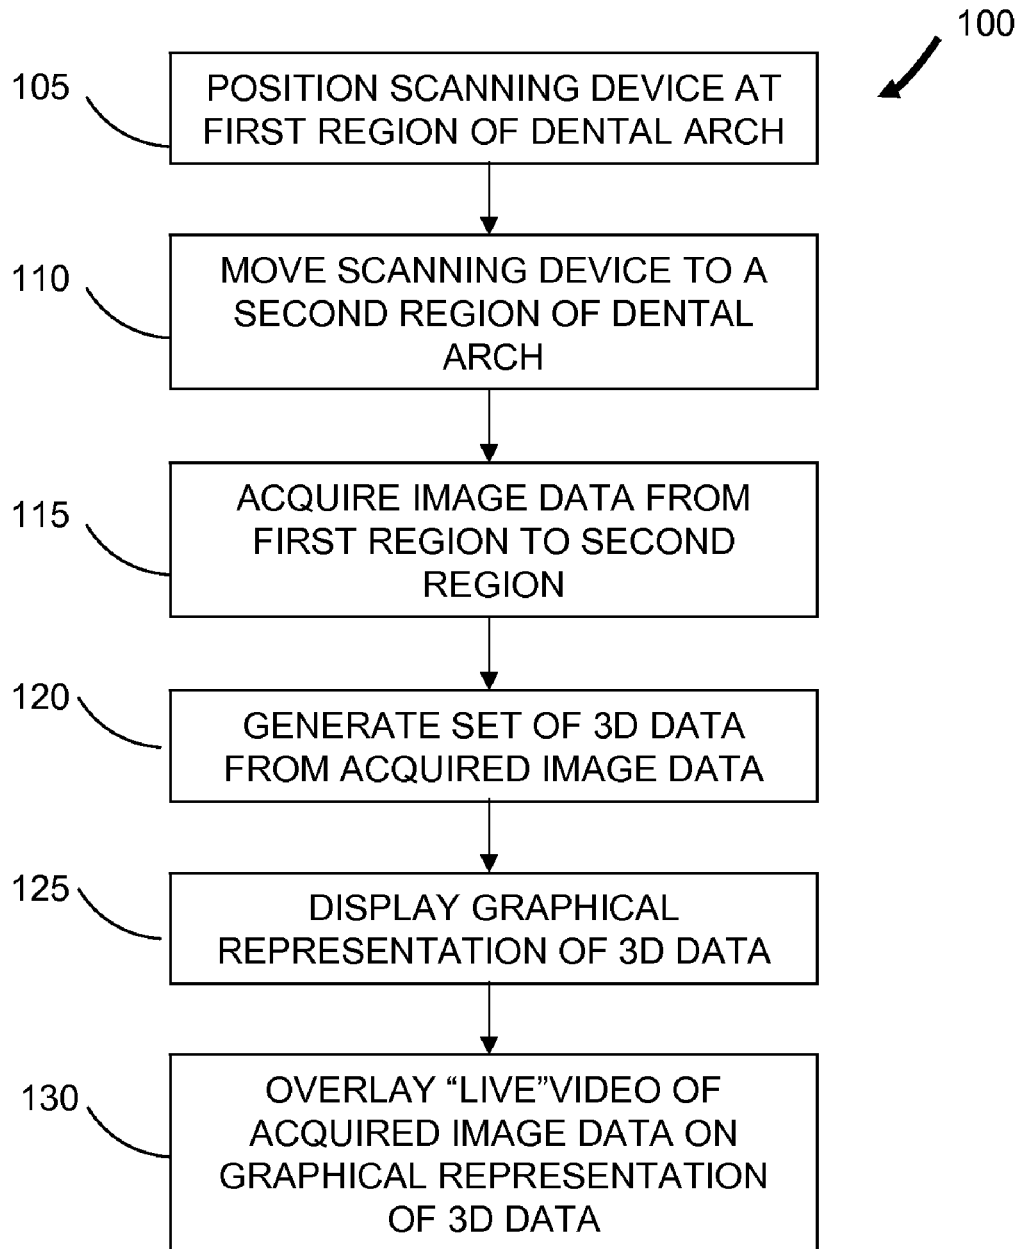 100
105
POSITION SCANNING DEVICE AT
FIRST REGION OF DENTAL ARCH
110
MOVE SCANNING DEVICE TO A
SECOND REGION OF DENTAL
ARCH
115
ACQUIRE IMAGE DATA FROM
FIRST REGION TO SECOND
REGION
120
GENERATE SET OF 3D DATA
FROM ACQUIRED IMAGE DATA
125
DISPLAY GRAPHICAL
REPRESENTATION OF 3D DATA
130
OVERLAY “LIVE”VIDEO OF
ACQUIRED IMAGE DATA ON
GRAPHICAL REPRESENTATION
OF 3D DATA